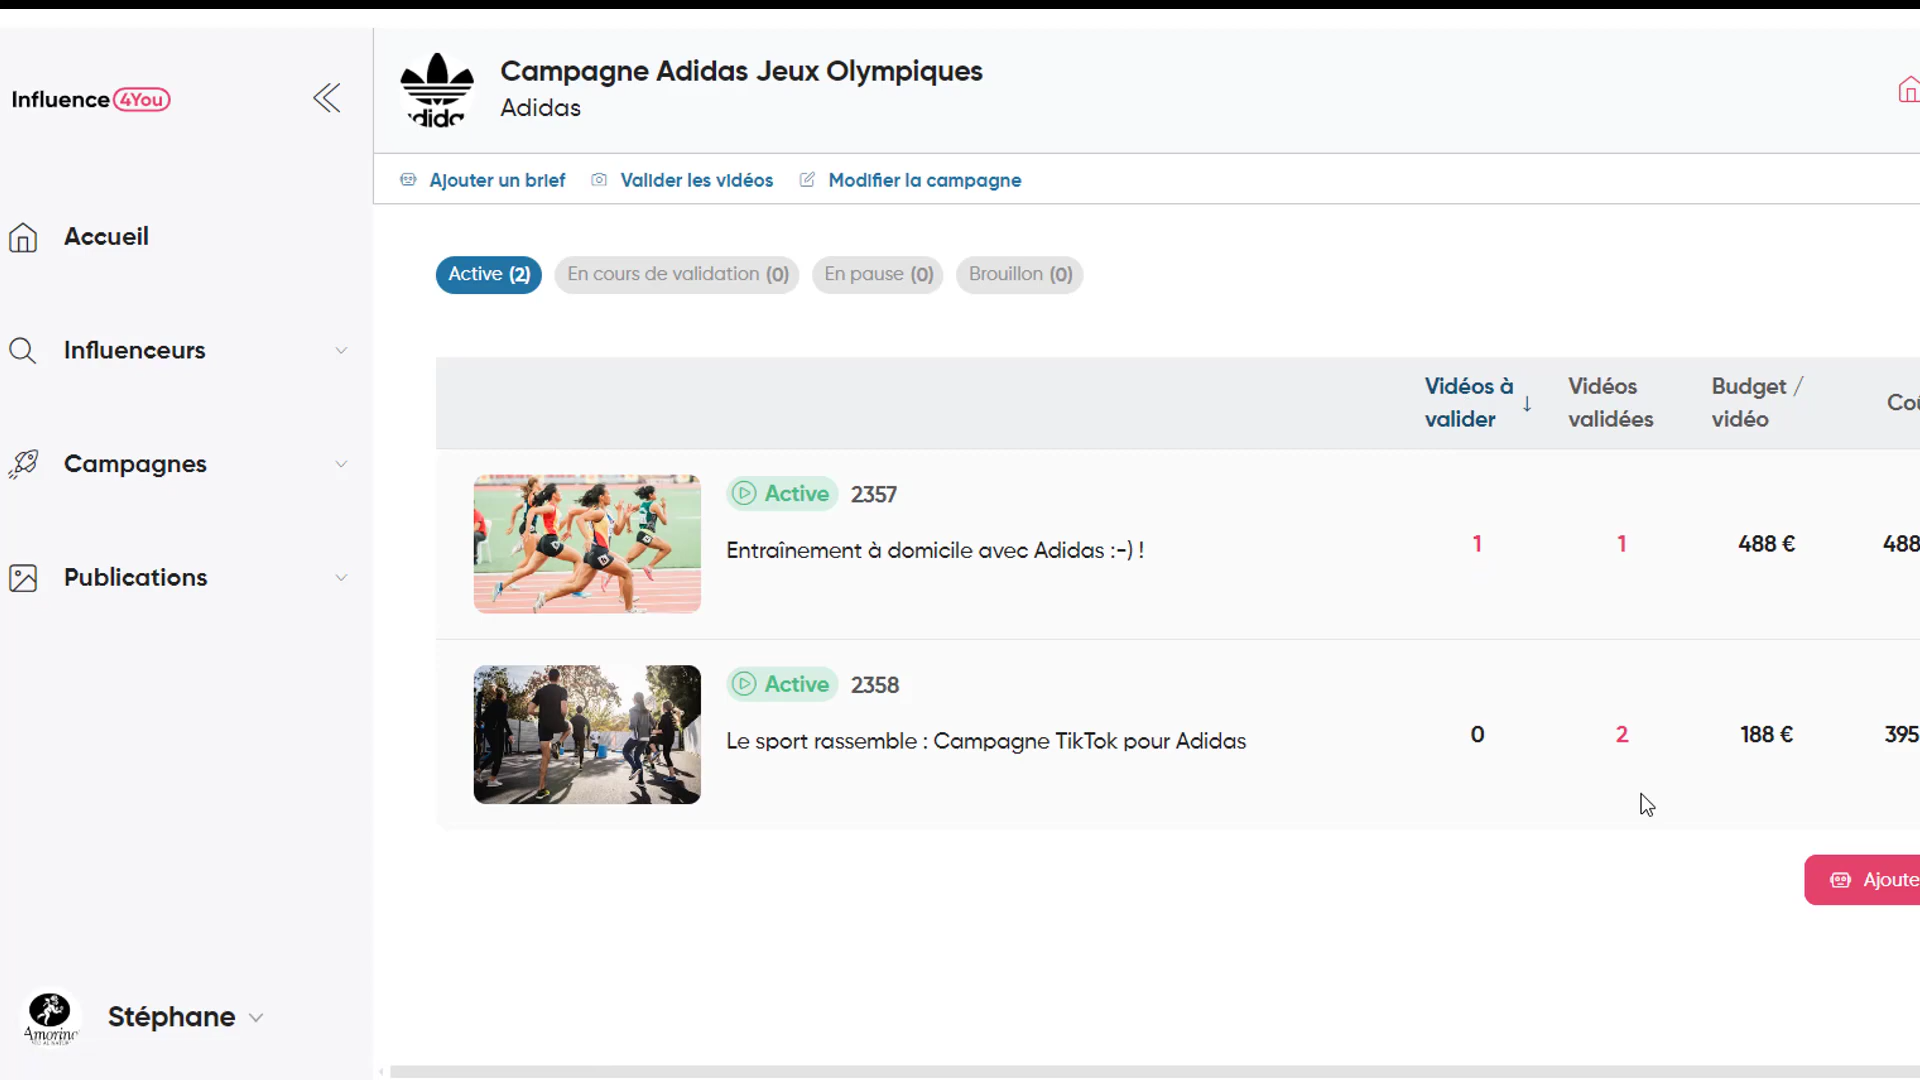 Influence 4You
Campagne Adidas Jeux Olympiques
Adidas
Ajouter un brief
Valider les vidéos
Modifier la campagne
Accueil
Influenceurs
Campagnes
Publications
Stéphane
Active (2)
En cours de validation (0)
En pause (0)
Brouillon (0)
Vidéos à valider ↓
Vidéos validées
Budget / vidéo
Active 2357
Entraînement à domicile avec Adidas :-) !
1
1
488 €
488
Active 2358
Le sport rassemble : Campagne TikTok pour Adidas
0
2
188 €
395
Ajoute